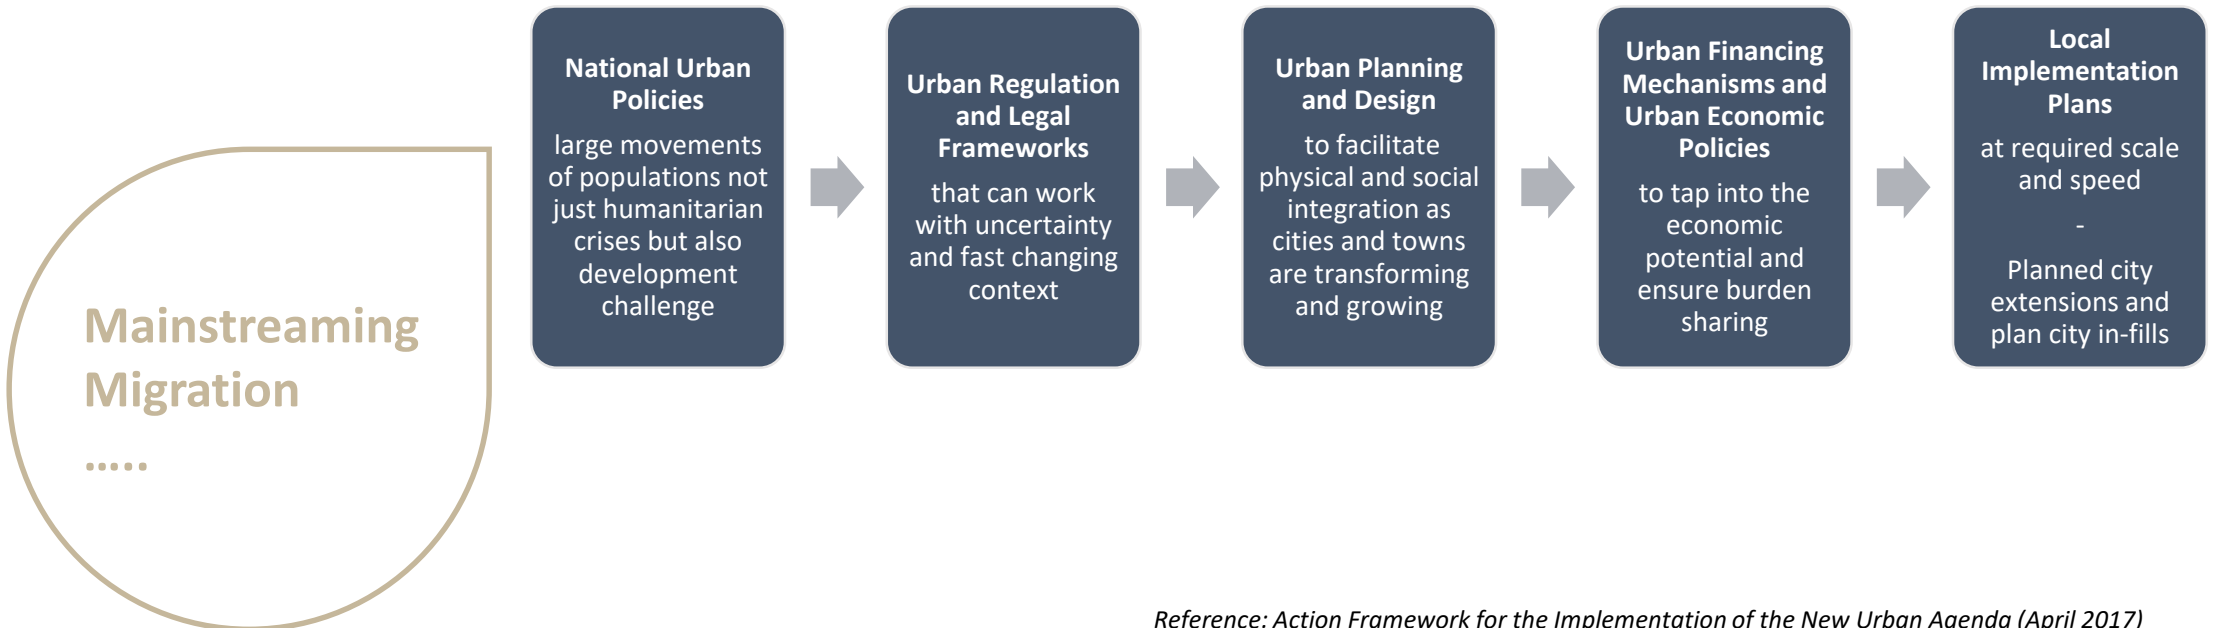 Mainstreaming
Migration
.....
National Urban
Policies
large movements
of populations not
just humanitarian
crises but also
development
challenge
Urban Regulation
and Legal
Frameworks
that can work
with uncertainty
and fast changing
context
Urban Planning
and Design
to facilitate
physical and social
integration as
cities and towns
are transforming
and growing
Urban Financing
Mechanisms and
Urban Economic
Policies
to tap into the
economic
potential and
ensure burden
sharing
Local
Implementation
Plans
at required scale
and speed
-
Planned city
extensions and
plan city in-fills
Reference: Action Framework for the Implementation of the New Urban Agenda (April 2017)